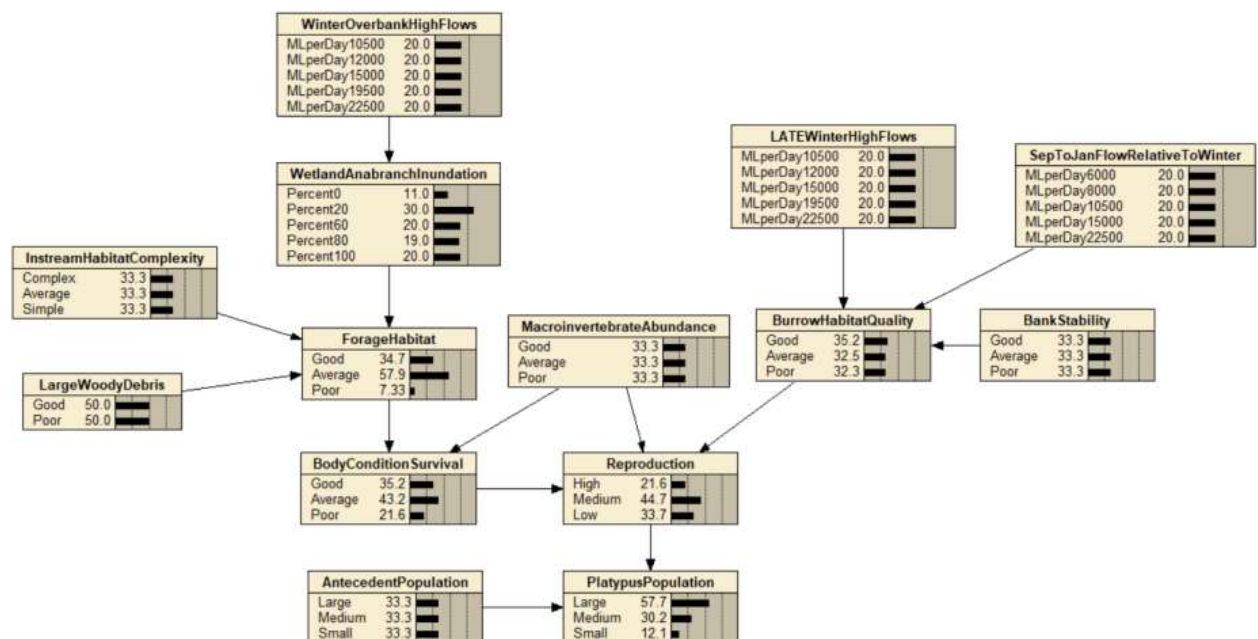 WinterOverbankHighFlows
MLperDay10500 20.0
MLperDay12000 20.0
MLperDay15000 20.0
MLperDay19500 20.0
MLperDay22500 20.0
LATEWinterHighFlows
MLperDay10500 20.0
MLperDay12000 20.0
MLperDay15000 20.0
MLperDay19500 20.0
MLperDay22500 20.0
SepToJanFlowRelativeToWinter
MLperDay6000 20.0
MLperDay8000 20.0
MLperDay10500 20.0
MLperDay15000 20.0
MLperDay22500 20.0
WetlandAnabranchInundation
Percent0 11.0
Percent20 30.0
Percent60 20.0
Percent80 19.0
Percent100 20.0
InstreamHabitatComplexity
Complex 33.3
Average 33.3
Simple 33.3
ForageHabitat
Good 34.7
Average 57.9
Poor 7.33
MacroinvertebrateAbundance
Good 33.3
Average 33.3
Poor 33.3
BurrowHabitatQuality
Good 35.2
Average 32.5
Poor 32.3
BankStability
Good 33.3
Average 33.3
Poor 33.3
LargeWoodyDebris
Good 50.0
Poor 50.0
BodyConditionSurvival
Good 35.2
Average 43.2
Poor 21.6
Reproduction
High 21.6
Medium 44.7
Low 33.7
AntecedentPopulation
Large 33.3
Medium 33.3
Small 33.3
PlatypusPopulation
Large 57.7
Medium 30.2
Small 12.1